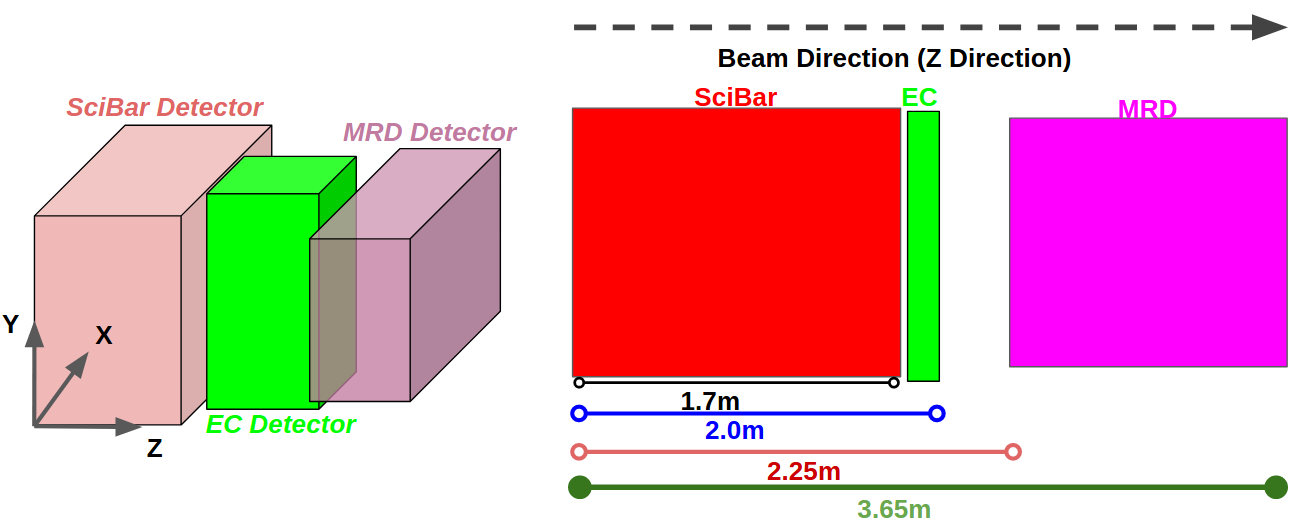 SciBar Detector
MRD Detector
EC Detector
Y
X
Z
Beam Direction (Z Direction)
SciBar
EC
MRD
1.7m
2.0m
2.25m
3.65m